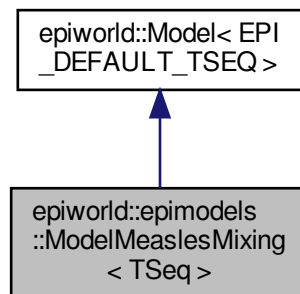 epiworld::Model< EPI
_DEFAULT_TSEQ >
epiworld::epimodels
::ModelMeaslesMixing
< TSeq >